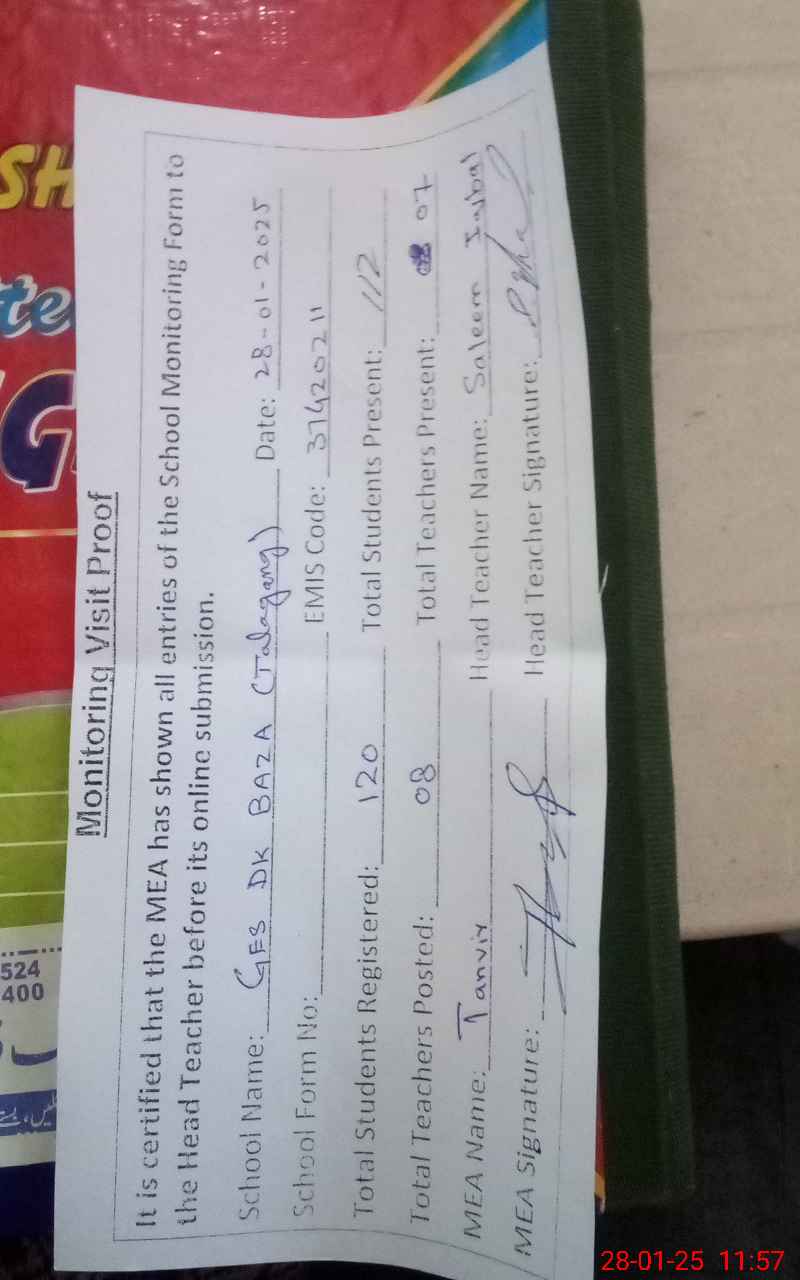 Monitoring Visit Proof
It is certified that the MEA has shown all entries of the School Monitoring Form to
the Head Teacher before its online submission.
School Name: GES DK BAZA (Talagang) Date: 28-01-2025
School Form No: EMIS Code: 37420211
Total Students Registered: 120 Total Students Present: 112
Total Teachers Posted: 08 Total Teachers Present: 07
MEA Name: Tanvir Head Teacher Name: Saleem Iqbal
MEA Signature: Head Teacher Signature:
SH
te
G
524
400
28-01-25 11:57